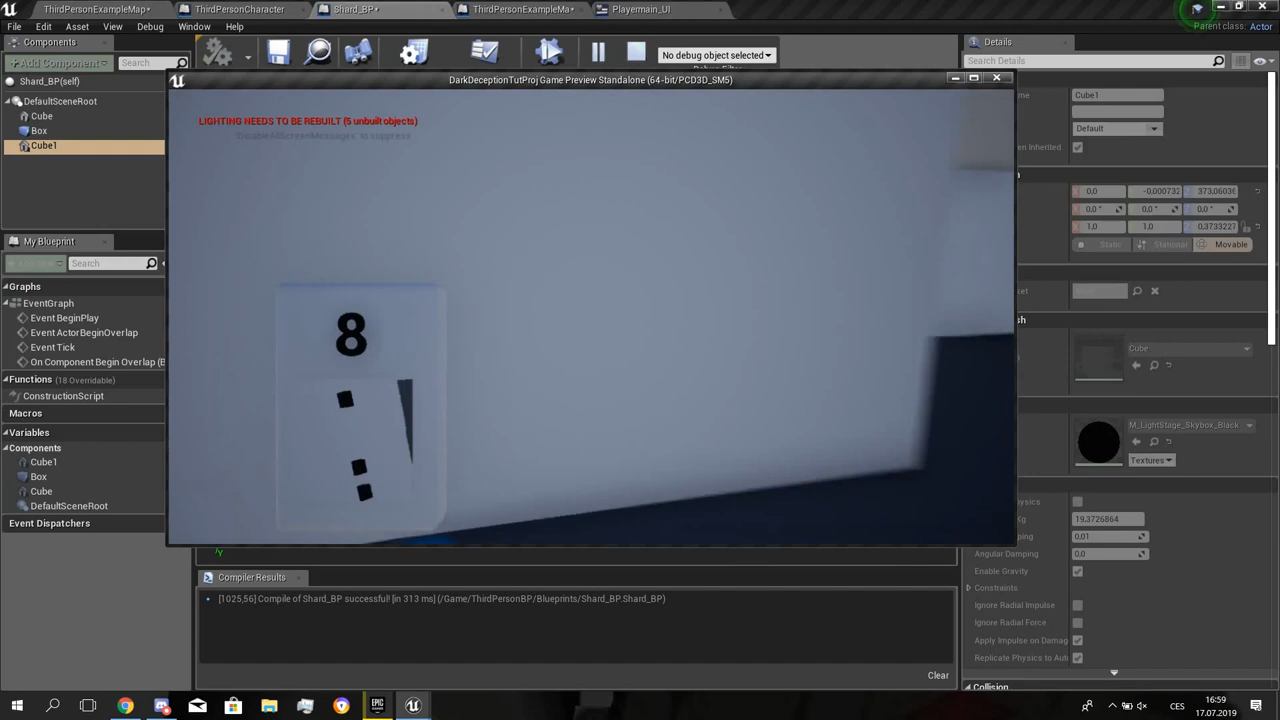 ThirdPersonExampleMap*
ThirdPersonCharacter
Shard_BP*
ThirdPersonExampleMa*
Playermain_UI
File
Edit
Asset
View
Debug
Window
Help
Parent class: Actor
Components
Add Component
Search
No debug object selected
Details
Search Details
Shard_BP(self)
DefaultSceneRoot
Cube
Box
Cube1
DarkDeceptionTutProj Game Preview Standalone (64-bit/PCD3D_SM5)
LIGHTING NEEDS TO BE REBUILT (5 unbuilt objects)
'DisableAllScreenMessages' to suppress
8
My Blueprint
Search
Graphs
EventGraph
Event BeginPlay
Event ActorBeginOverlap
Event Tick
On Component Begin Overlap (B
Functions (18 Overridable)
ConstructionScript
Macros
Variables
Components
Cube1
Box
Cube
DefaultSceneRoot
Event Dispatchers
Compiler Results
[1025,56] Compile of Shard_BP successful! [in 313 ms] (/Game/ThirdPersonBP/Blueprints/Shard_BP.Shard_BP)
Clear
Cube1
Default
0,0 -0,000732 373,06036
0,0 ° 0,0 ° 0,0 °
1,0 1,0 0,3733227
Static Stationar Movable
Cube
M_LightStage_Skybox_Black
Textures
Kg 19.3726864
0,01
Angular Damping 0,0
Enable Gravity
Constraints
Ignore Radial Impulse
Ignore Radial Force
Apply Impulse on Damag
Replicate Physics to Aut
Collision
EPIC GAMES
CES
16:59
17.07.2019